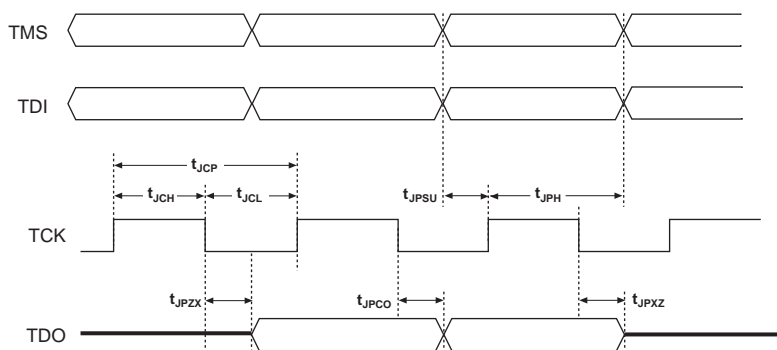 TMS
TDI
tJCP
tJCH
tJCL
tJPSU
tJPH
TCK
tJPZX
tJPCO
tJPXZ
TDO